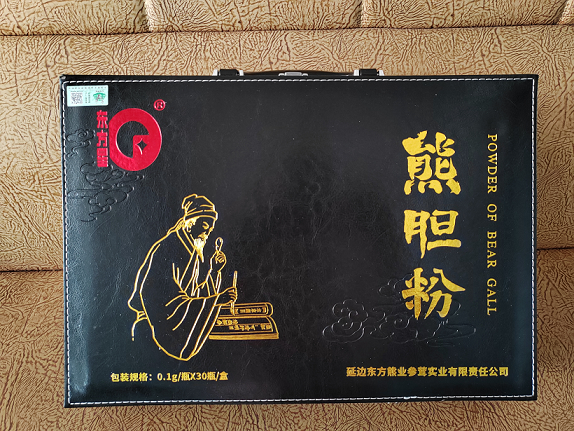 东方熊
®
熊胆粉
POWDER OF BEAR GALL
包装规格：0.1g/瓶X30瓶/盒
延边东方熊业参茸实业有限责任公司